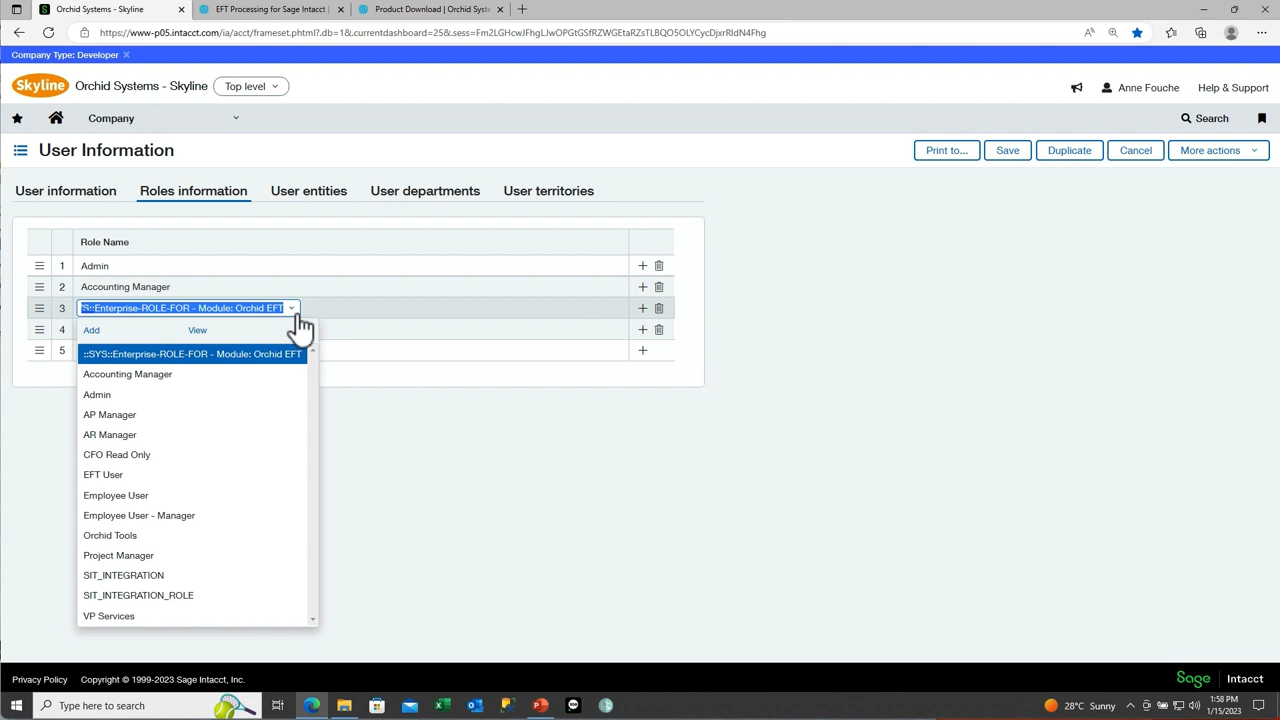 Orchid Systems - Skyline
EFT Processing for Sage Intacct
Product Download | Orchid Syste
https://www-p05.intacct.com/ia/acct/frameset.phtml?.db=1&currentdashboard=25&.sess=Fm2LGHcwJFhgLJwOPGtGSfRZWGEtaRZsTLBQO5OLYCycDjxrRldN4Fhg
Company Type: Developer
Skyline
Orchid Systems - Skyline
Top level
Anne Fouche
Help & Support
Company
Search
User Information
Print to...
Save
Duplicate
Cancel
More actions
User information
Roles information
User entities
User departments
User territories
Role Name
1 Admin
2 Accounting Manager
3 'S::Enterprise-ROLE-FOR - Module: Orchid EFT
4
Add View
5
::SYS::Enterprise-ROLE-FOR - Module: Orchid EFT
Accounting Manager
Admin
AP Manager
AR Manager
CFO Read Only
EFT User
Employee User
Employee User - Manager
Orchid Tools
Project Manager
SIT_INTEGRATION
SIT_INTEGRATION_ROLE
VP Services
Privacy Policy
Copyright © 1999-2023 Sage Intacct, Inc.
Sage Intacct
Type here to search
28°C Sunny
1:58 PM
1/15/2023